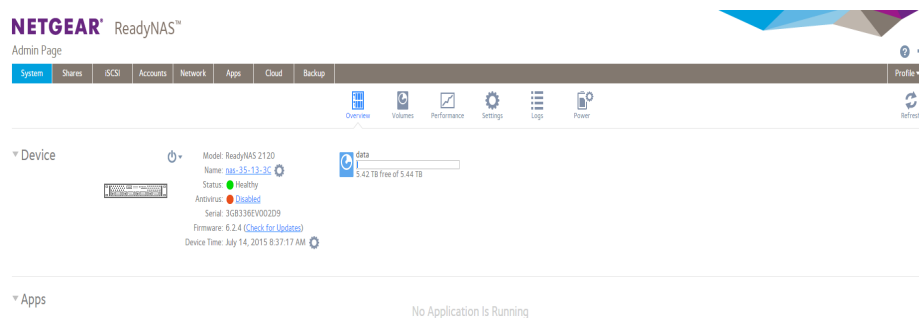 NETGEAR® ReadyNAS™
Admin Page
System Shares iSCSI Accounts Network Apps Cloud Backup Profile
Overview Volumes Performance Settings Logs Power Refresh
Device
Model: ReadyNAS 2120
Name: nas-35-13-3C
Status: Healthy
Antivirus: Disabled
Serial: 3GB336EV002D9
Firmware: 6.2.4 (Check for Updates)
Device Time: July 14, 2015 8:37:17 AM
data
5.42 TB free of 5.44 TB
Apps
No Application Is Running